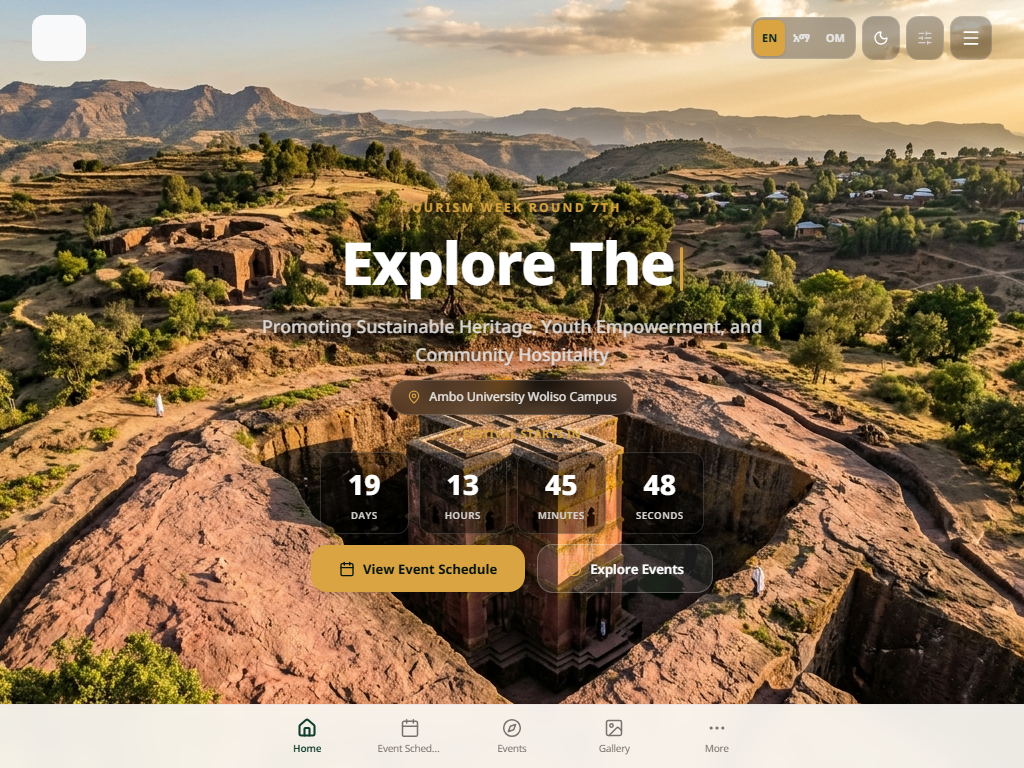 EN አማ OM
TOURISM WEEK ROUND 7TH
Explore The
Promoting Sustainable Heritage, Youth Empowerment, and
Community Hospitality
Ambo University Woliso Campus
19 13 45 48
DAYS HOURS MINUTES SECONDS
View Event Schedule Explore Events
Home Event Sched... Events Gallery More